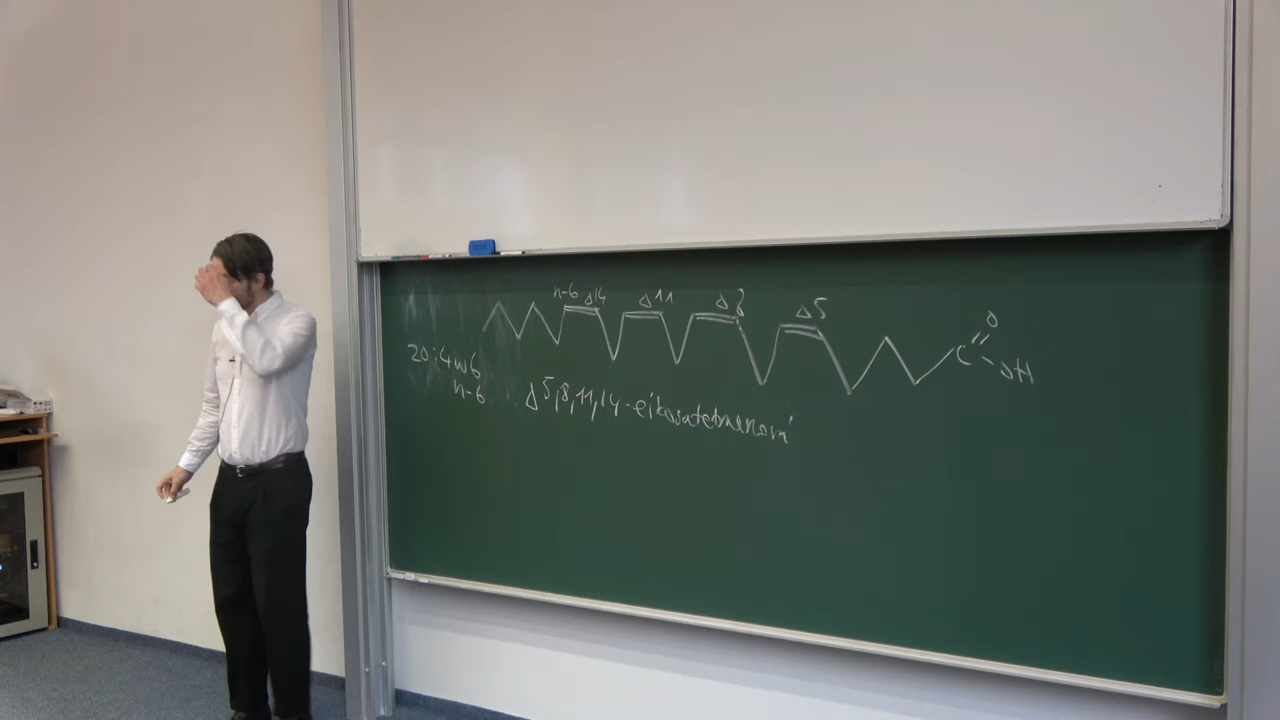 n-6 Δ14 Δ11 Δ8 Δ5
O
C
OH
20:4ω6
n-6
Δ5,8,11,14-eikosatetraenová